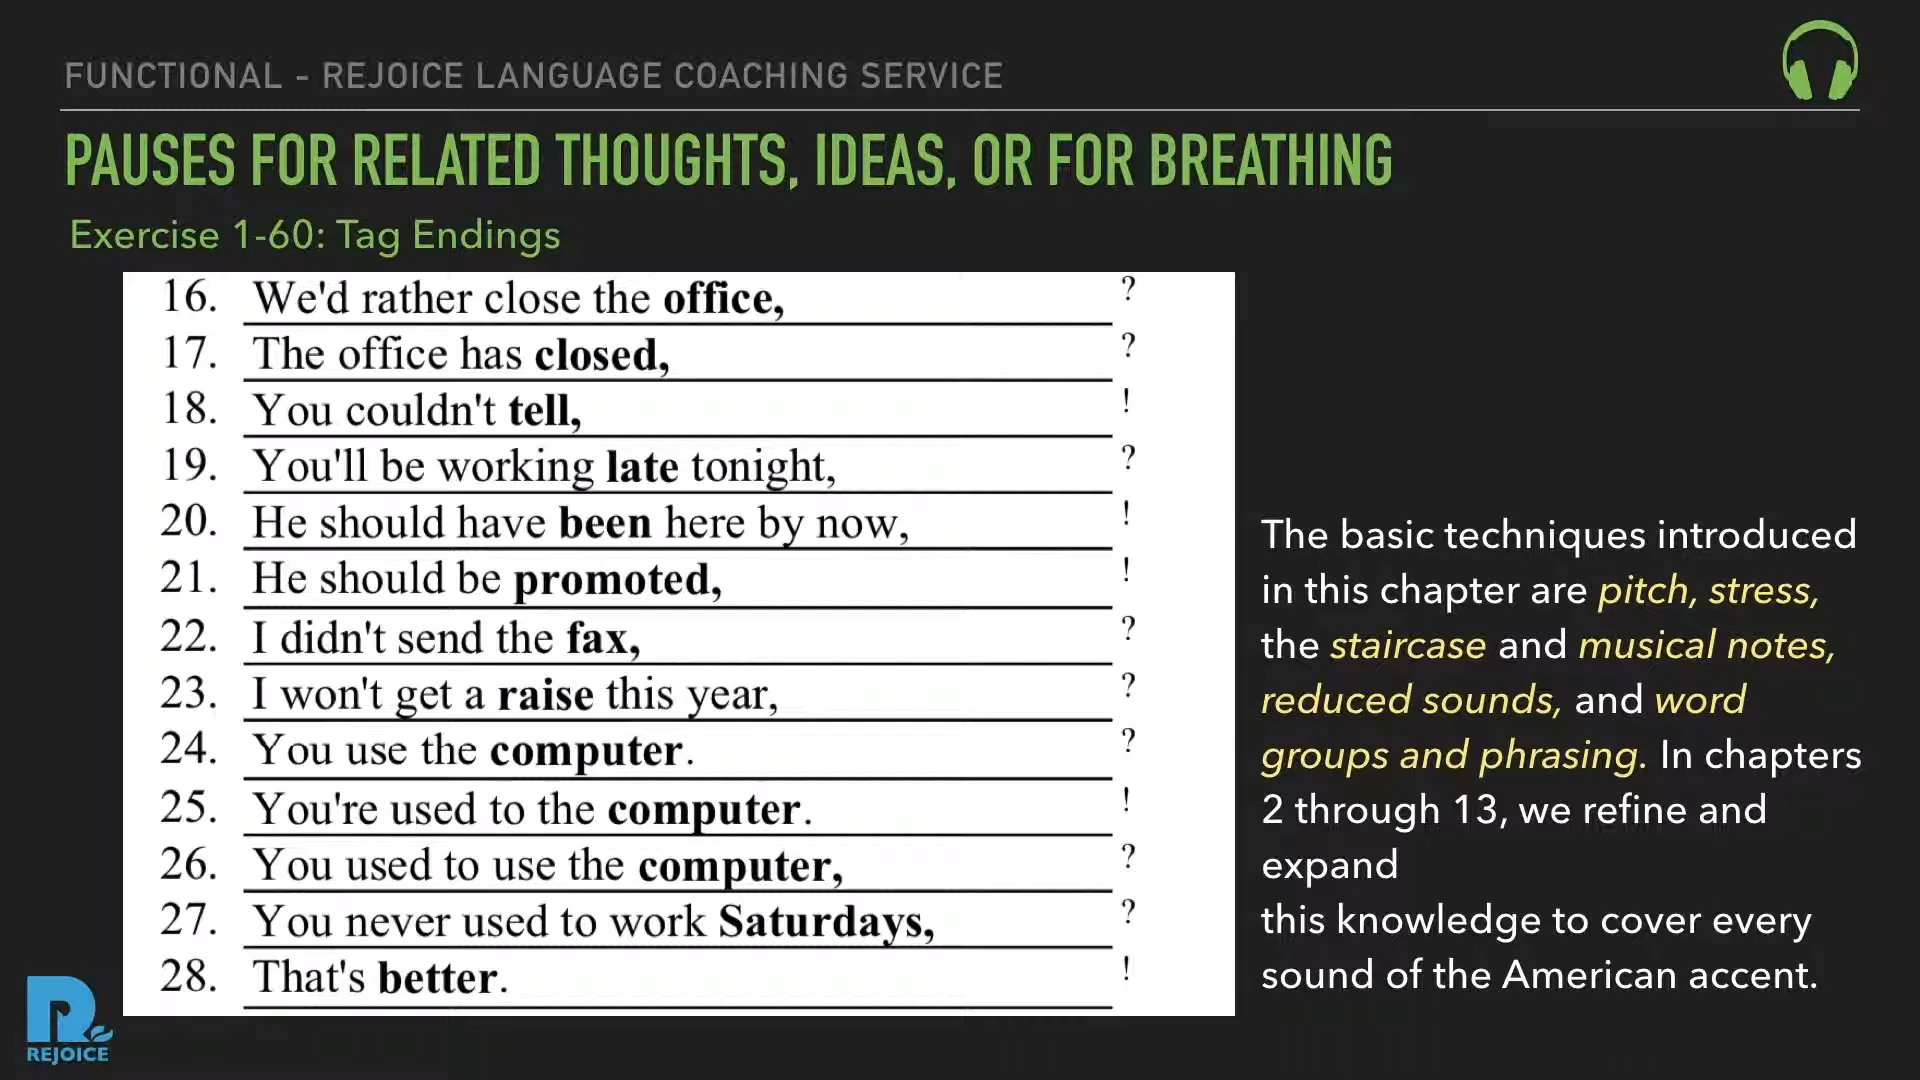 FUNCTIONAL - REJOICE LANGUAGE COACHING SERVICE
PAUSES FOR RELATED THOUGHTS, IDEAS, OR FOR BREATHING
Exercise 1-60: Tag Endings
16. We'd rather close the office, ?
17. The office has closed, ?
18. You couldn't tell, !
19. You'll be working late tonight, ?
20. He should have been here by now, !
21. He should be promoted, !
22. I didn't send the fax, ?
23. I won't get a raise this year, ?
24. You use the computer. ?
25. You're used to the computer. !
26. You used to use the computer, ?
27. You never used to work Saturdays, ?
28. That's better. !
The basic techniques introduced
in this chapter are pitch, stress,
the staircase and musical notes,
reduced sounds, and word
groups and phrasing. In chapters
2 through 13, we refine and
expand
this knowledge to cover every
sound of the American accent.
REJOICE